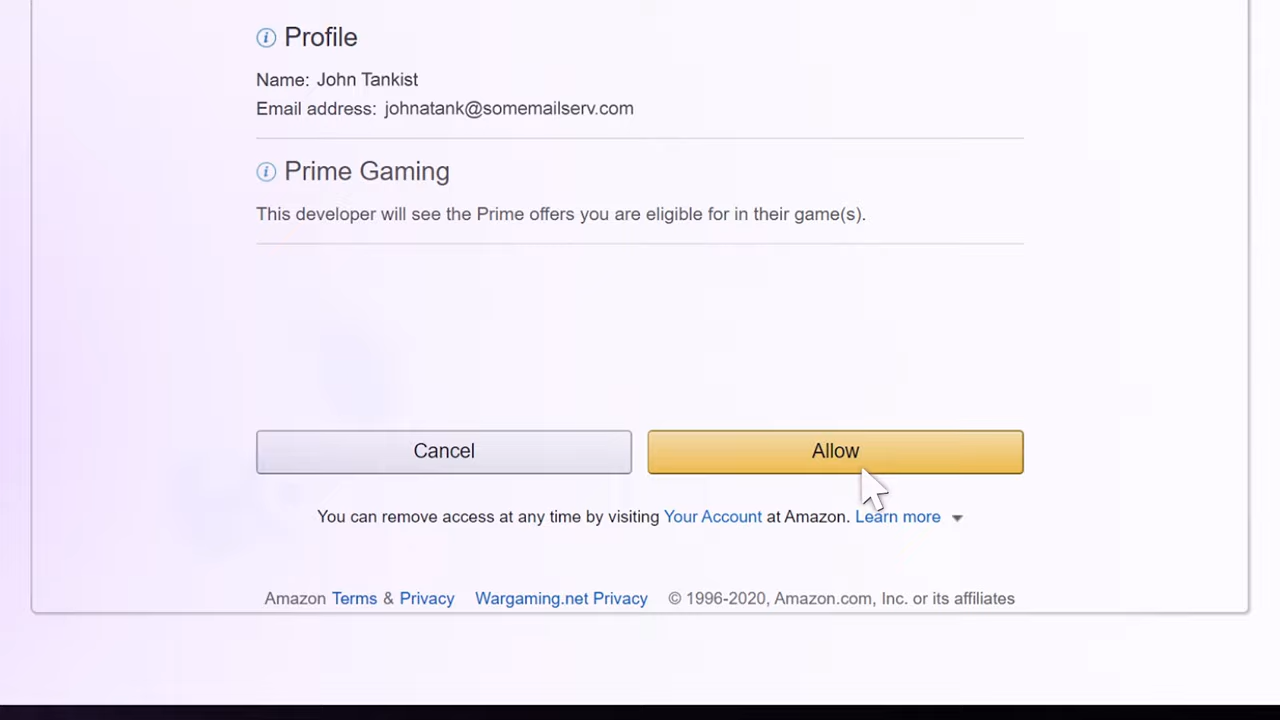 Profile
Name: John Tankist
Email address: johnatank@somemailserv.com
Prime Gaming
This developer will see the Prime offers you are eligible for in their game(s).
Cancel
Allow
You can remove access at any time by visiting Your Account at Amazon. Learn more
Amazon Terms & Privacy Wargaming.net Privacy © 1996-2020, Amazon.com, Inc. or its affiliates